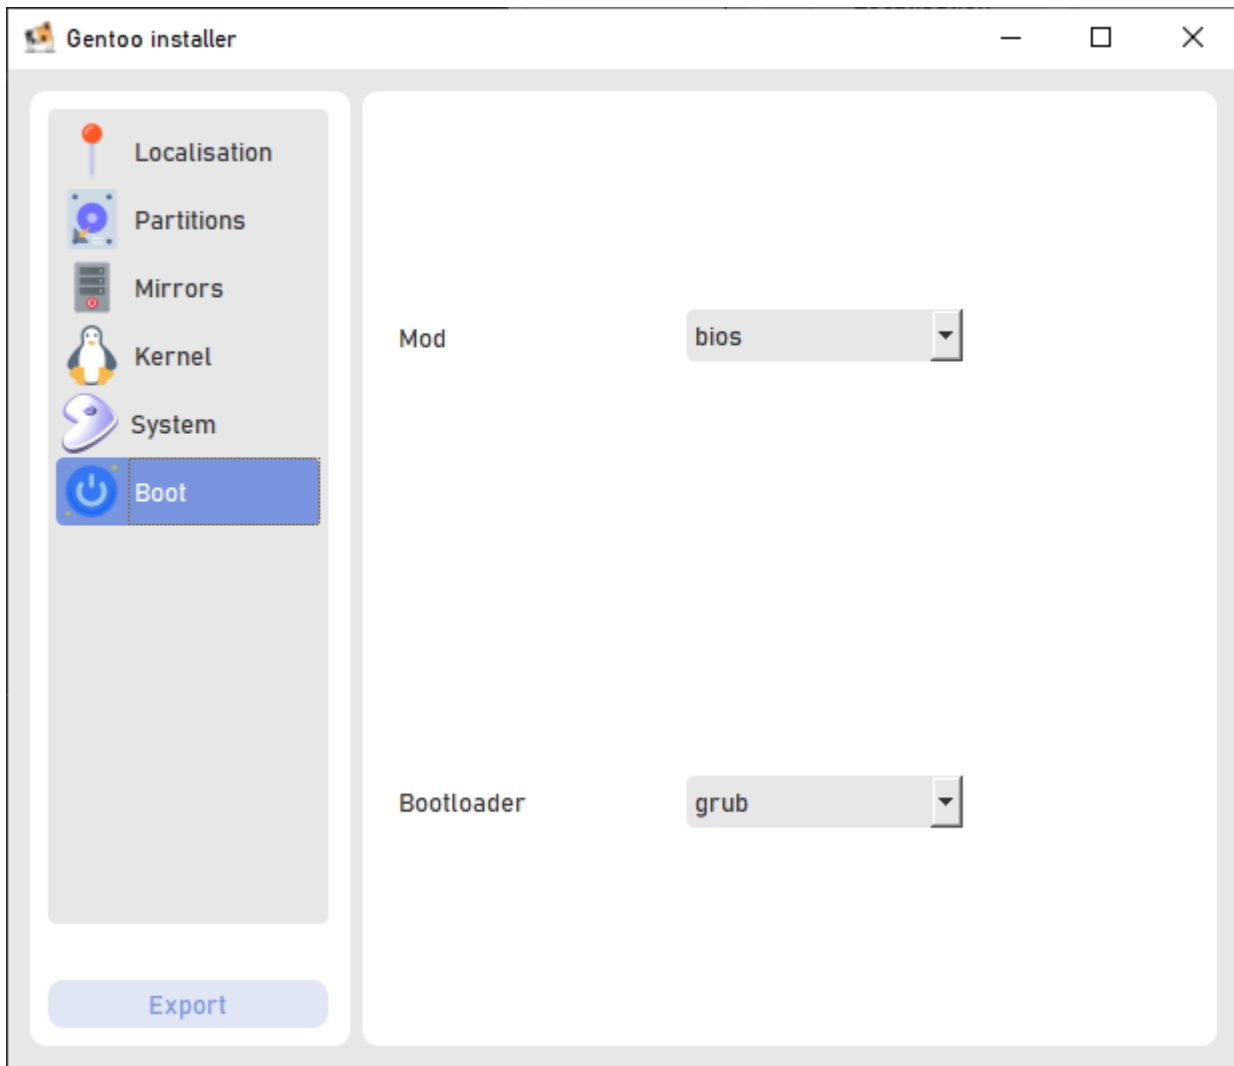 Gentoo installer
Localisation
Partitions
Mirrors
Kernel
System
Boot
Export
Mod
bios
Bootloader
grub